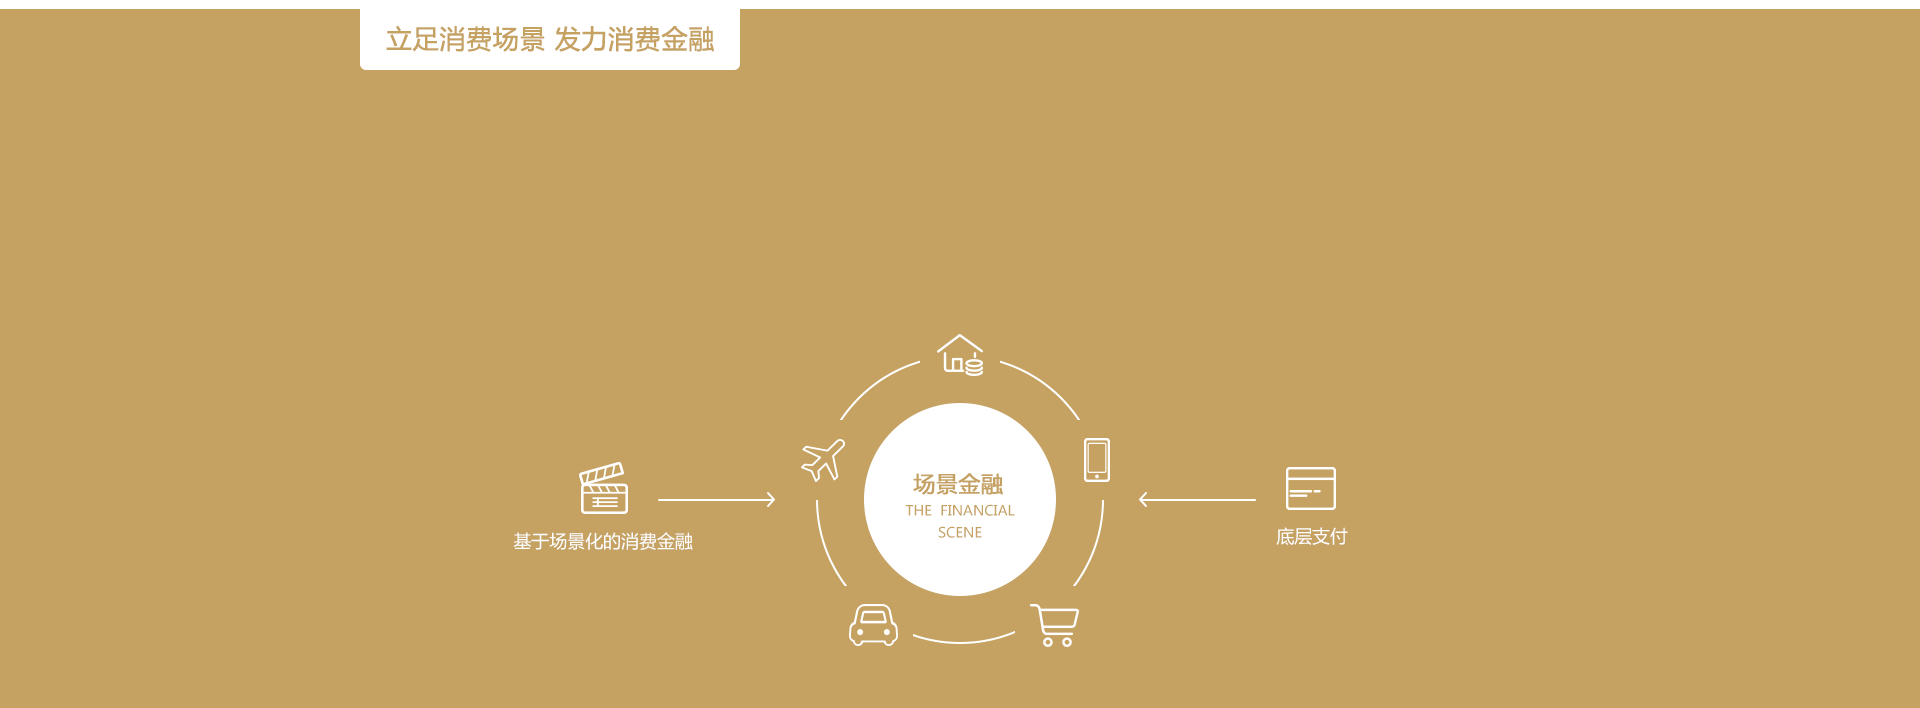 立足消费场景 发力消费金融
场景金融
THE FINANCIAL
SCENE
基于场景化的消费金融
底层支付